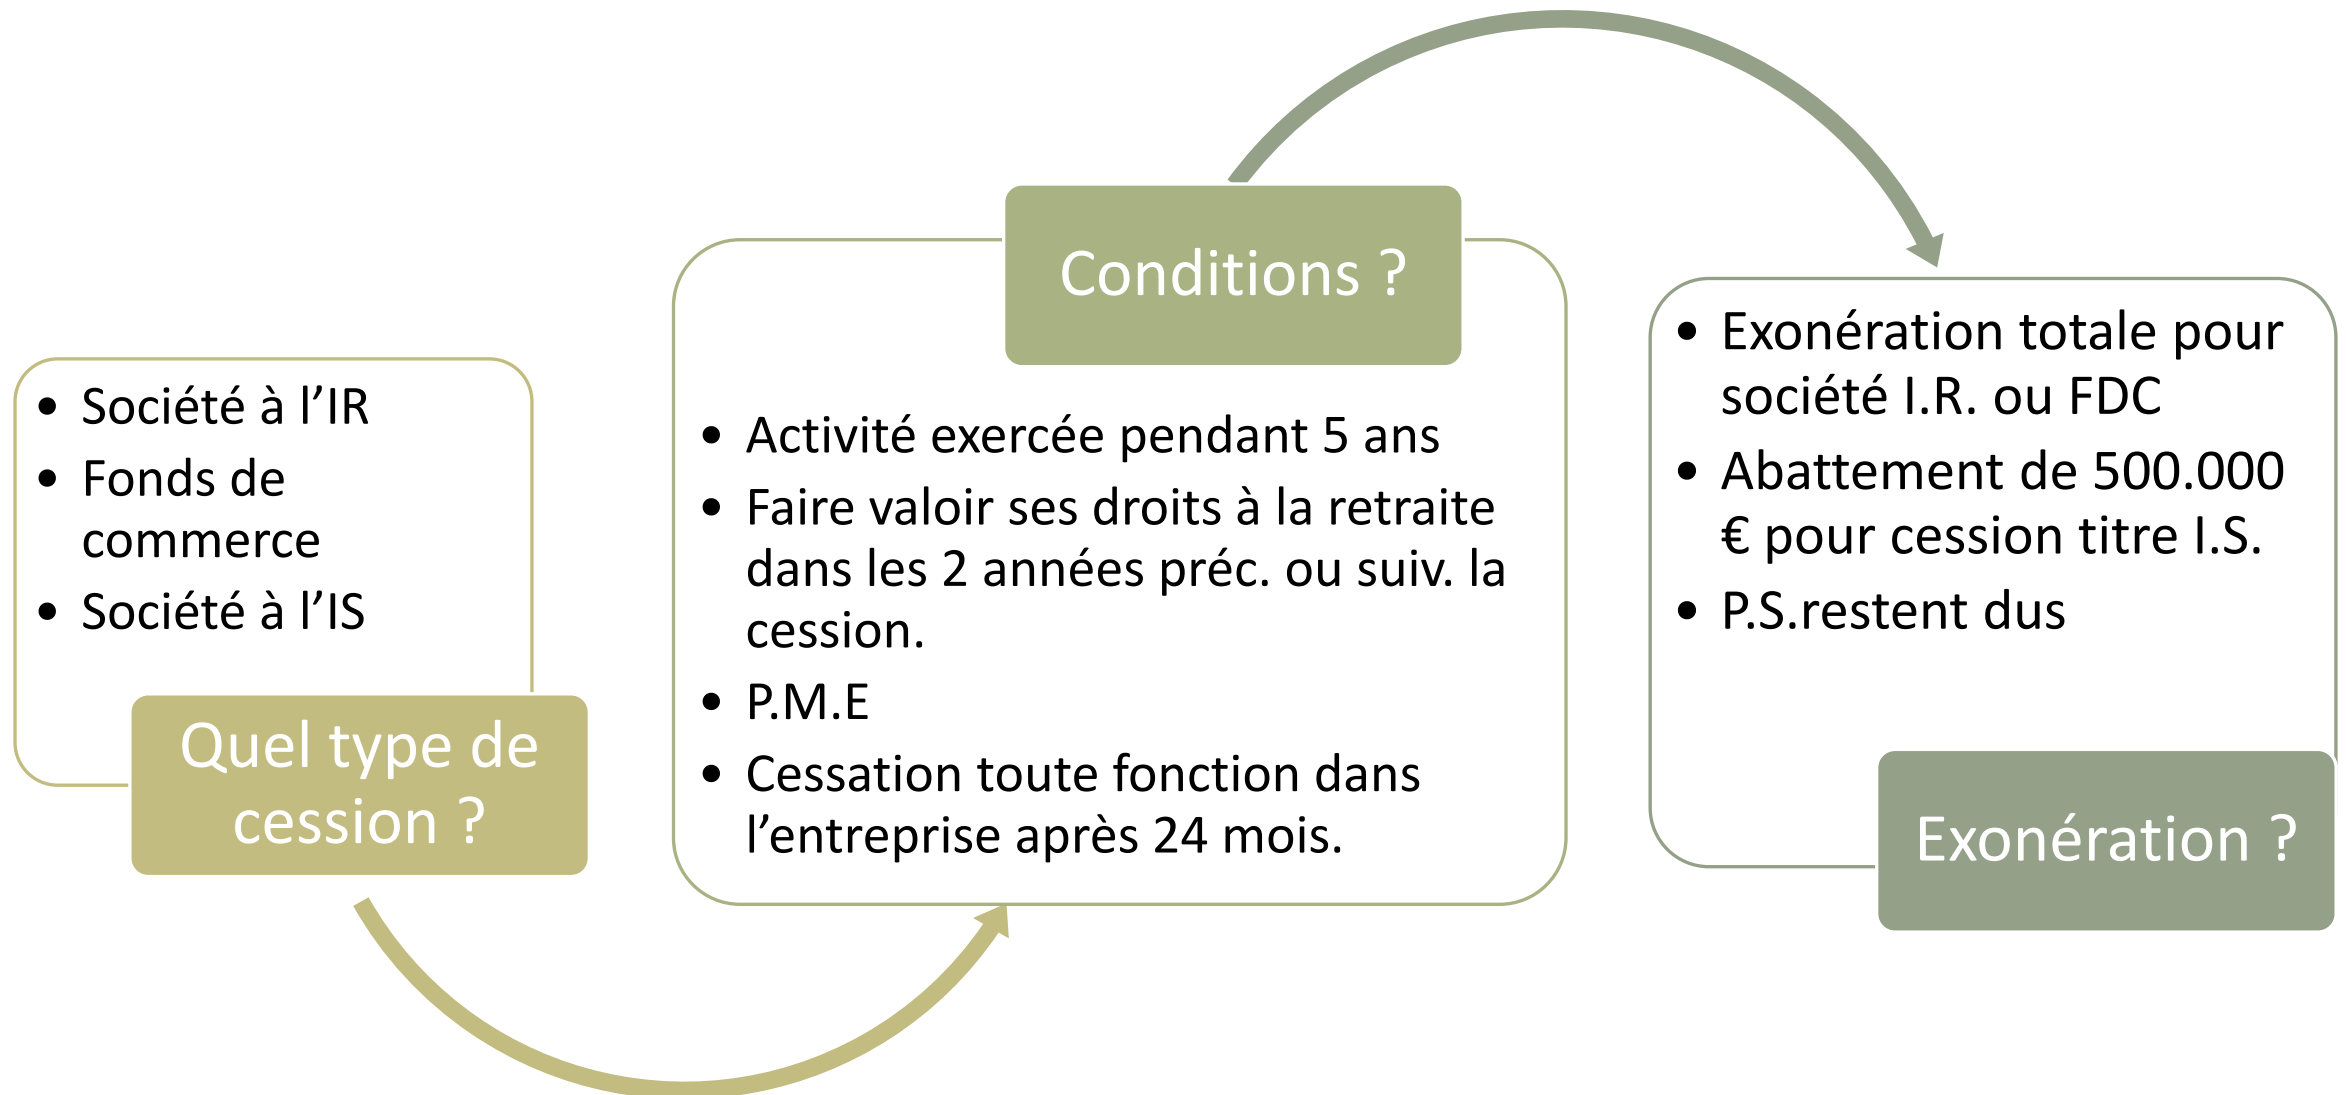 • Société à l’IR
• Fonds de
commerce
• Société à l’IS
Quel type de
cession ?
Conditions ?
• Activité exercée pendant 5 ans
• Faire valoir ses droits à la retraite
dans les 2 années préc. ou suiv. la
cession.
• P.M.E
• Cessation toute fonction dans
l’entreprise après 24 mois.
• Exonération totale pour
société I.R. ou FDC
• Abattement de 500.000
€ pour cession titre I.S.
• P.S.restent dus
Exonération ?